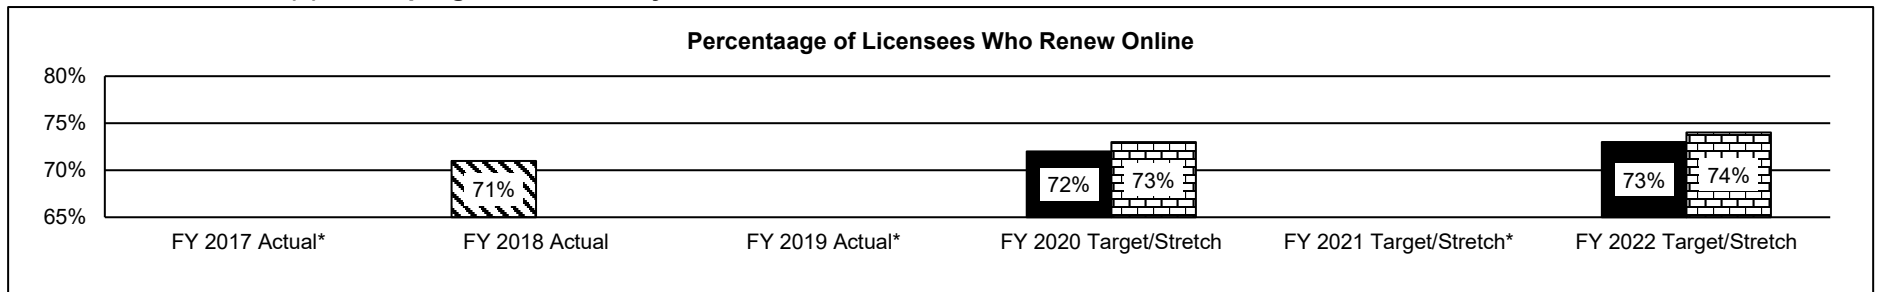 Percentaage of Licensees Who Renew Online
80%
75%
70%
65%
71%
72%
73%
73%
74%
FY 2017 Actual*
FY 2018 Actual
FY 2019 Actual*
FY 2020 Target/Stretch
FY 2021 Target/Stretch*
FY 2022 Target/Stretch